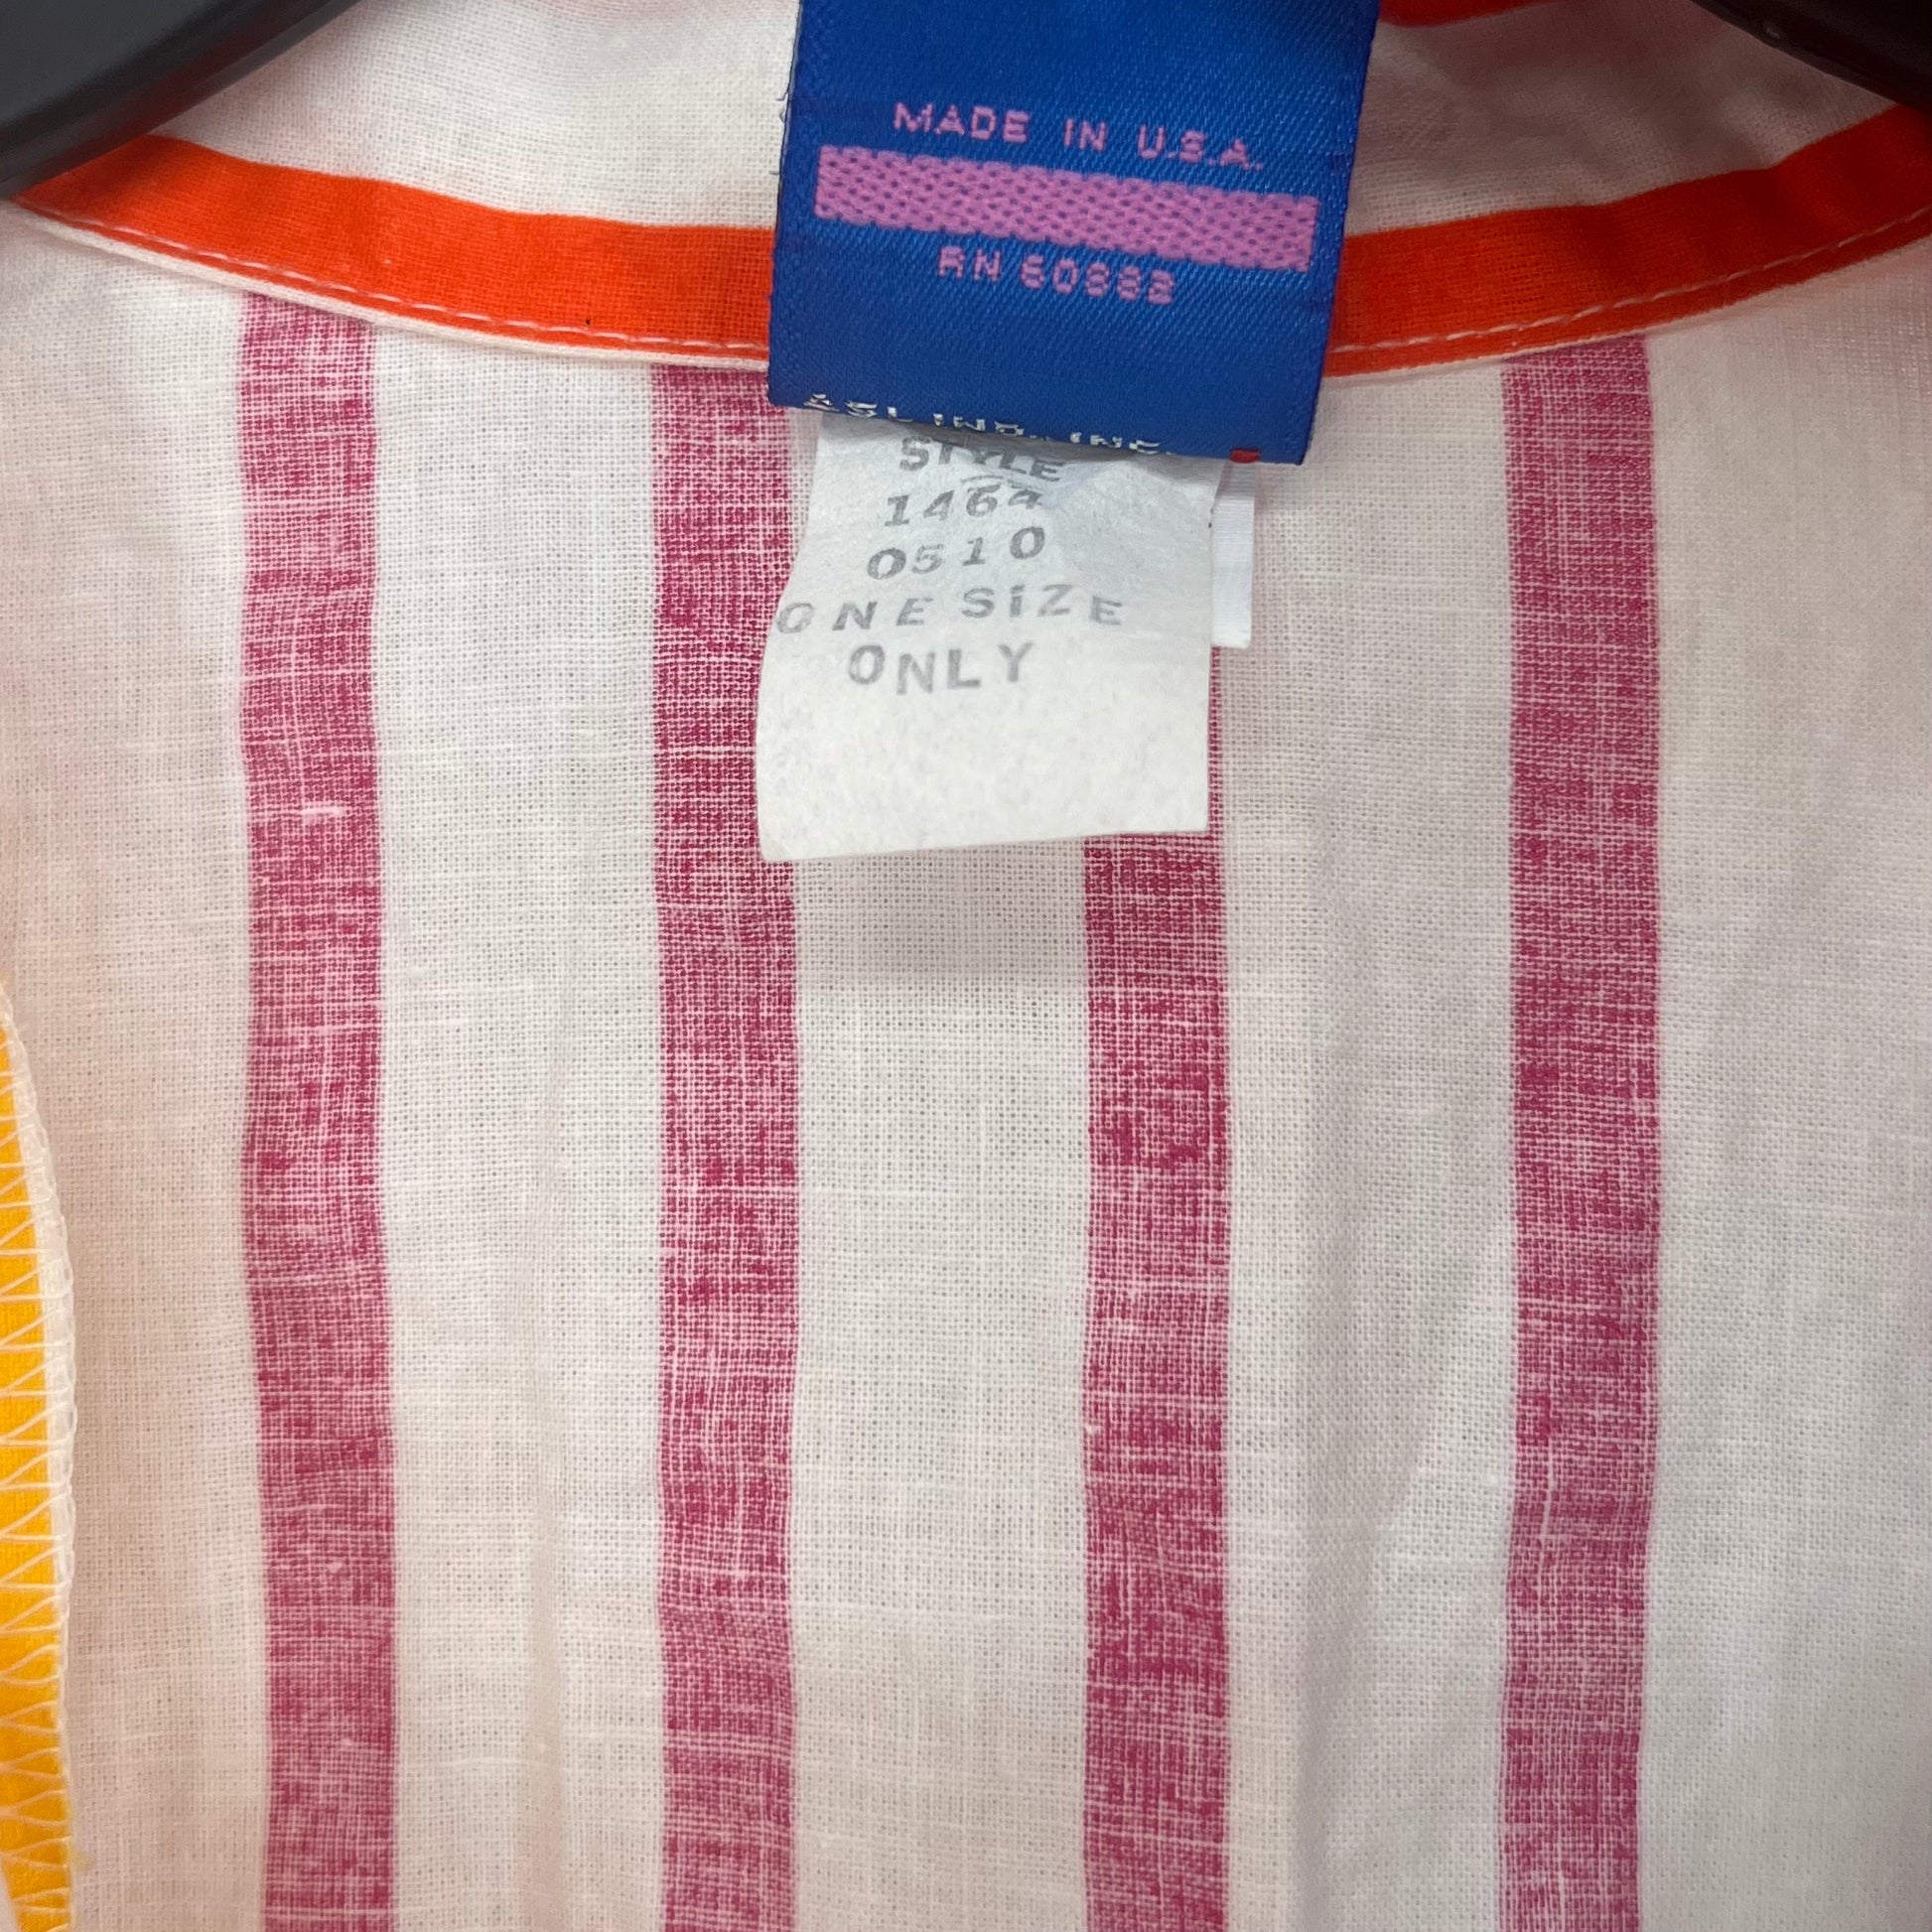 MADE IN U.S.A.
RN 60882
STYLE
1464
0510
ONE SiZE
ONLY